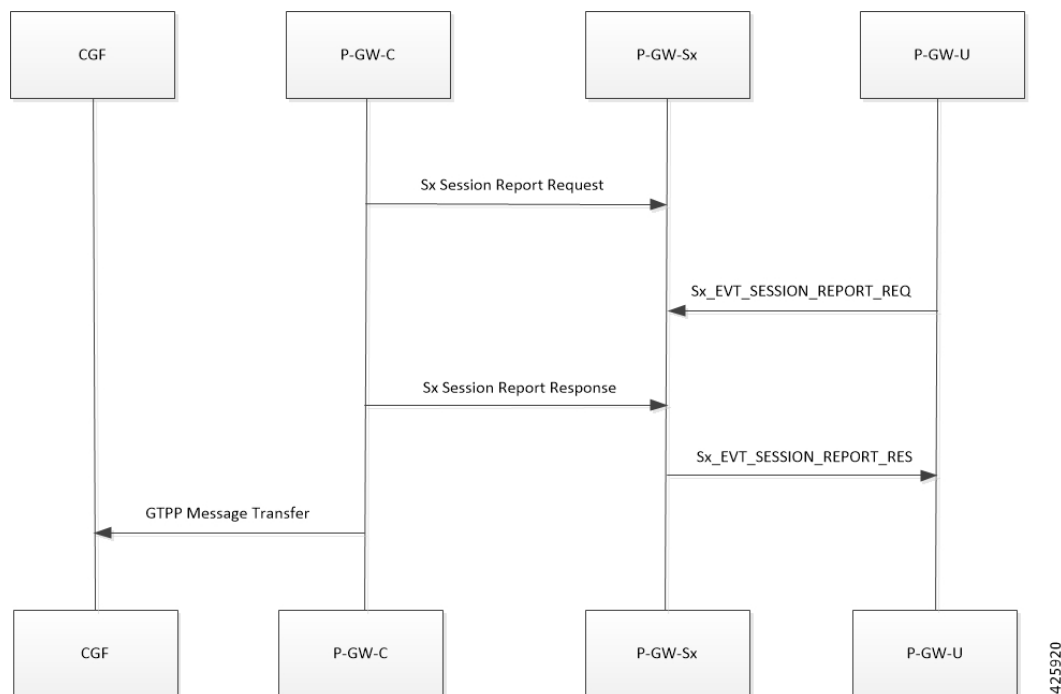 CGF
P-GW-C
P-GW-Sx
P-GW-U
Sx Session Report Request
Sx_EVT_SESSION_REPORT_REQ
Sx Session Report Response
Sx_EVT_SESSION_REPORT_RES
GTPP Message Transfer
CGF
P-GW-C
P-GW-Sx
P-GW-U
425920